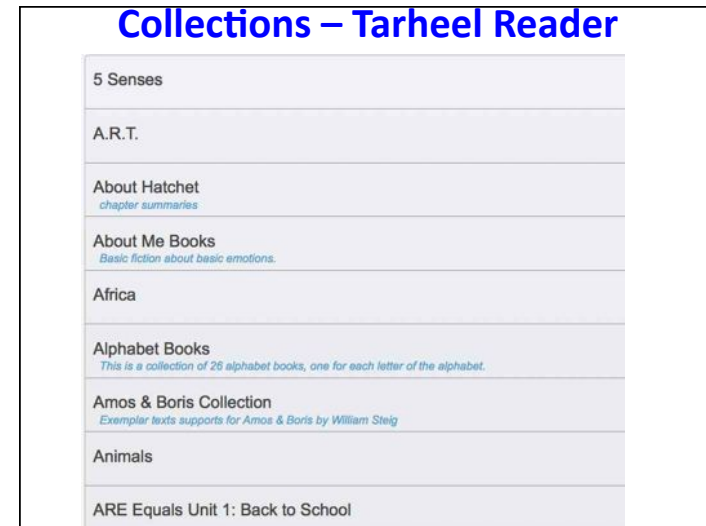 Collections – Tarheel Reader
5 Senses
A.R.T.
About Hatchet
chapter summaries
About Me Books
Basic fiction about basic emotions.
Africa
Alphabet Books
This is a collection of 26 alphabet books, one for each letter of the alphabet.
Amos & Boris Collection
Exemplar texts supports for Amos & Boris by William Steig
Animals
ARE Equals Unit 1: Back to School